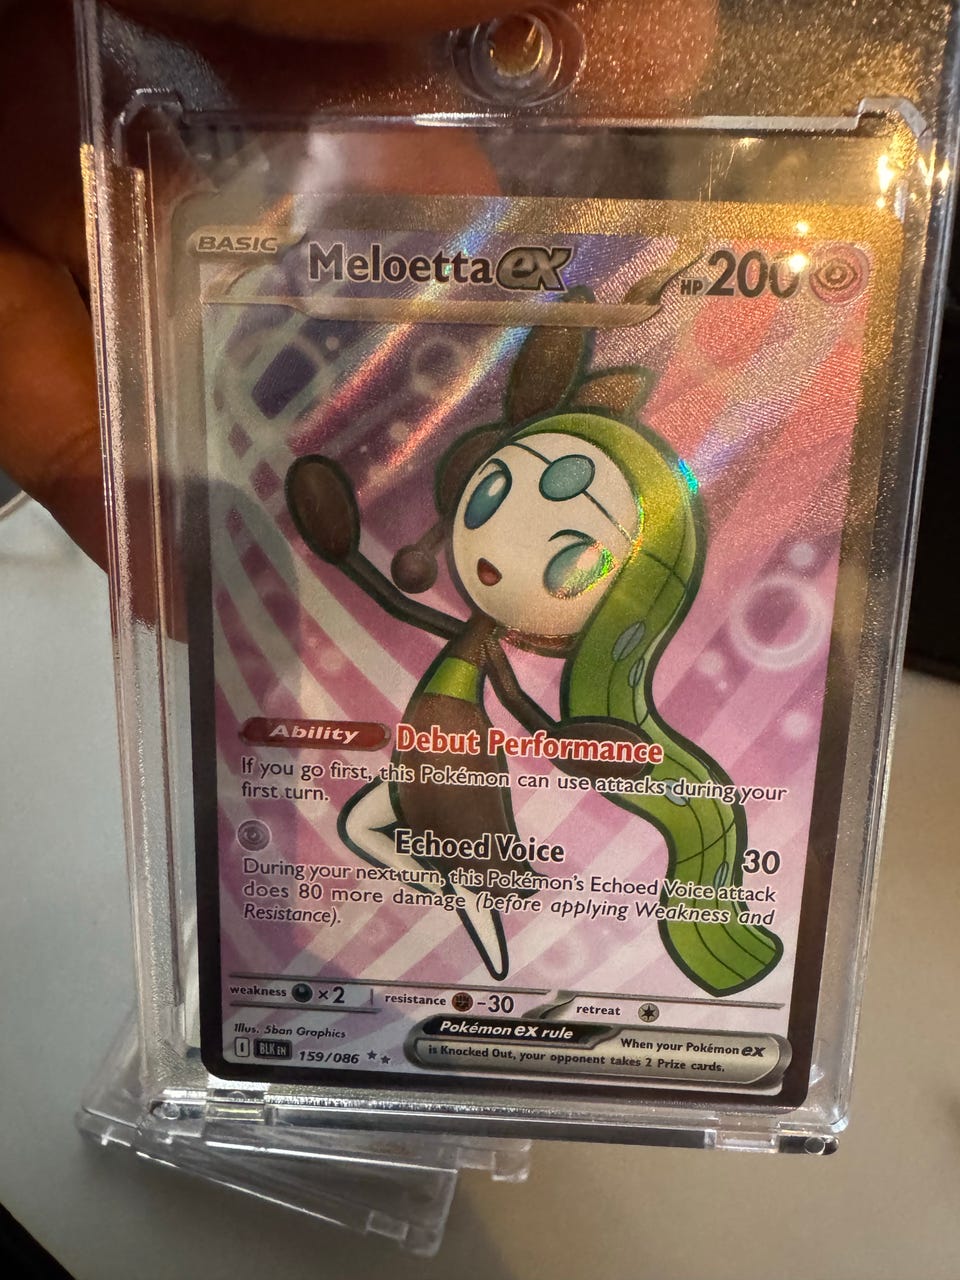 BASIC Meloetta ex HP 200
Ability Debut Performance
If you go first, this Pokémon can use attacks during your
first turn.
Echoed Voice 30
During your next turn, this Pokémon's Echoed Voice attack
does 80 more damage (before applying Weakness and
Resistance).
weakness ×2 resistance -30 retreat
Illus. 5ban Graphics
I BLK EN 159/086
Pokémon ex rule
When your Pokémon ex
is Knocked Out, your opponent takes 2 Prize cards.